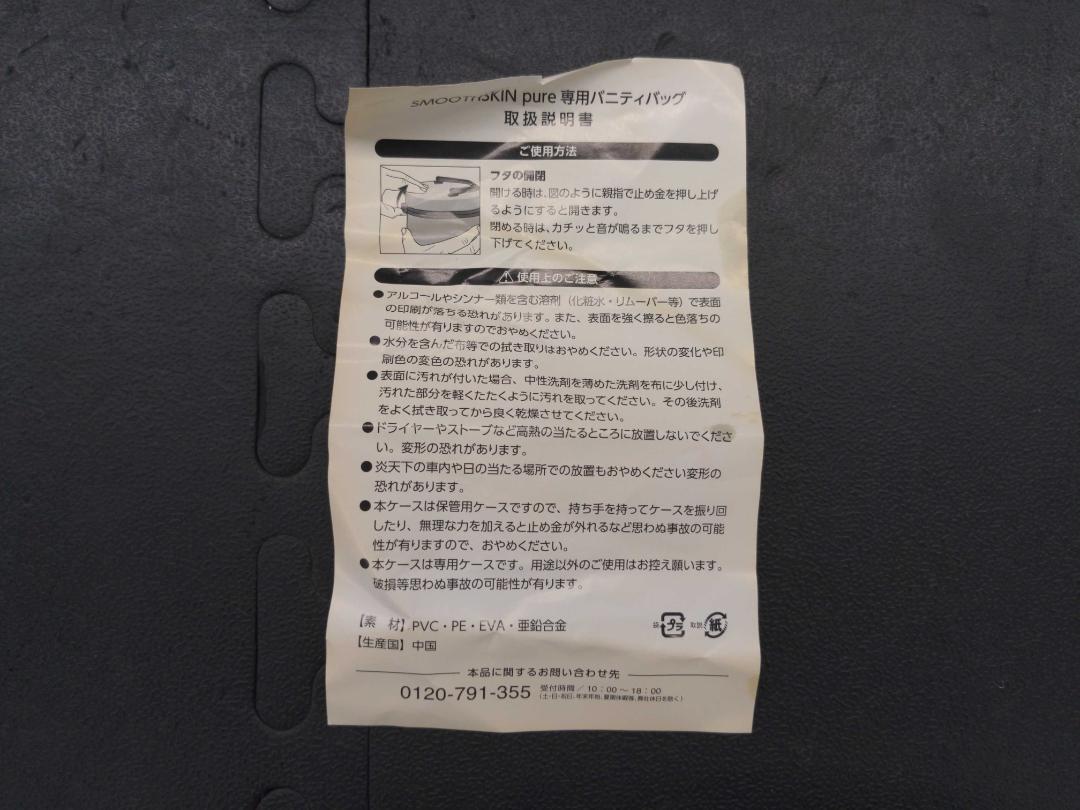 SMOOTHSKIN pure 専用バニティバッグ
取扱説明書
ご使用方法
フタの開閉
開ける時は、図のように親指で止め金を押し上げ
るようにすると開きます。
閉める時は、カチッと音が鳴るまでフタを押し
下げてください。
⚠ 使用上のご注意
●アルコールやシンナー類を含む溶剤（化粧水・リムーバー等）で表面
の印刷が落ちる恐れがあります。また、表面を強く擦ると色落ちの
可能性が有りますのでおやめください。
●水分を含んだ布等での拭き取りはおやめください。形状の変化や印
刷色の変色の恐れがあります。
●表面に汚れが付いた場合、中性洗剤を薄めた洗剤を布に少し付け、
汚れた部分を軽くたたくように汚れを取ってください。その後洗剤
をよく拭き取ってから良く乾燥させてください。
●ドライヤーやストーブなど高熱の当たるところに放置しないでくださ
い。変形の恐れがあります。
●炎天下の車内や日の当たる場所での放置もおやめください変形の
恐れがあります。
●本ケースは保管用ケースですので、持ち手を持ってケースを振り回
したり、無理な力を加えると止め金が外れるなど思わぬ事故の可能
性が有りますので、おやめください。
●本ケースは専用ケースです。用途以外のご使用はお控え願います。
破損等思わぬ事故の可能性が有ります。
【素 材】PVC・PE・EVA・亜鉛合金
袋 プラ 取説 紙
【生産国】中国
本品に関するお問い合わせ先
0120-791-355 受付時間／10：00～18：00
（土・日・祝日、年末年始、夏期休暇等、弊社休日を除く）